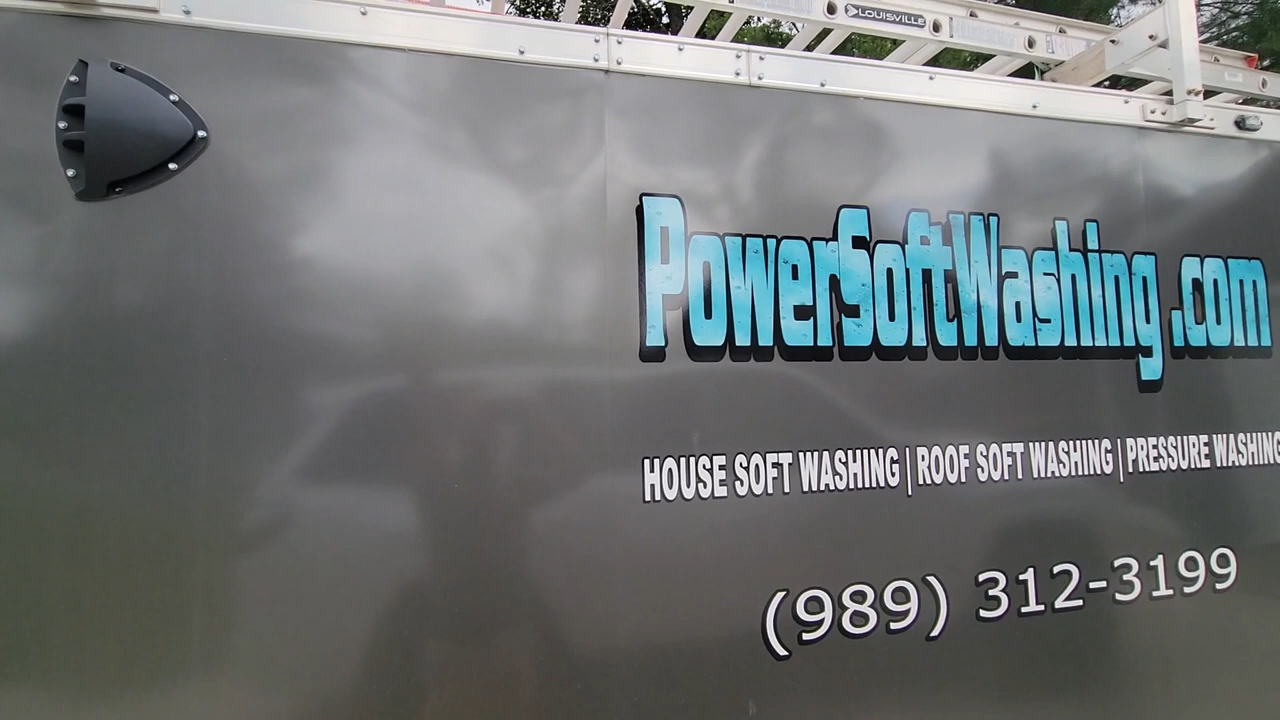 LOUISVILLE
PowerSoftWashing.com
HOUSE SOFT WASHING | ROOF SOFT WASHING | PRESSURE WASHING
(989) 312-3199